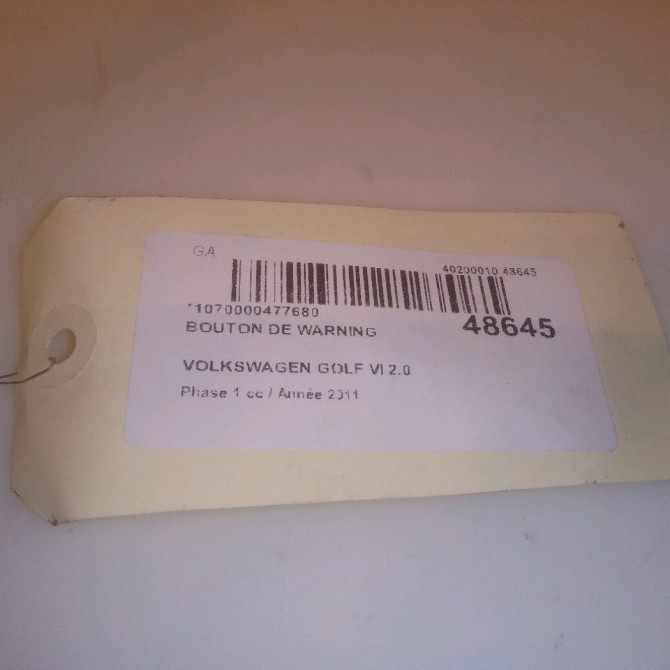 GA
40200010 48645
*1070000477680
48645
BOUTON DE WARNING
VOLKSWAGEN GOLF VI 2.0
Phase 1 cc / Année 2011